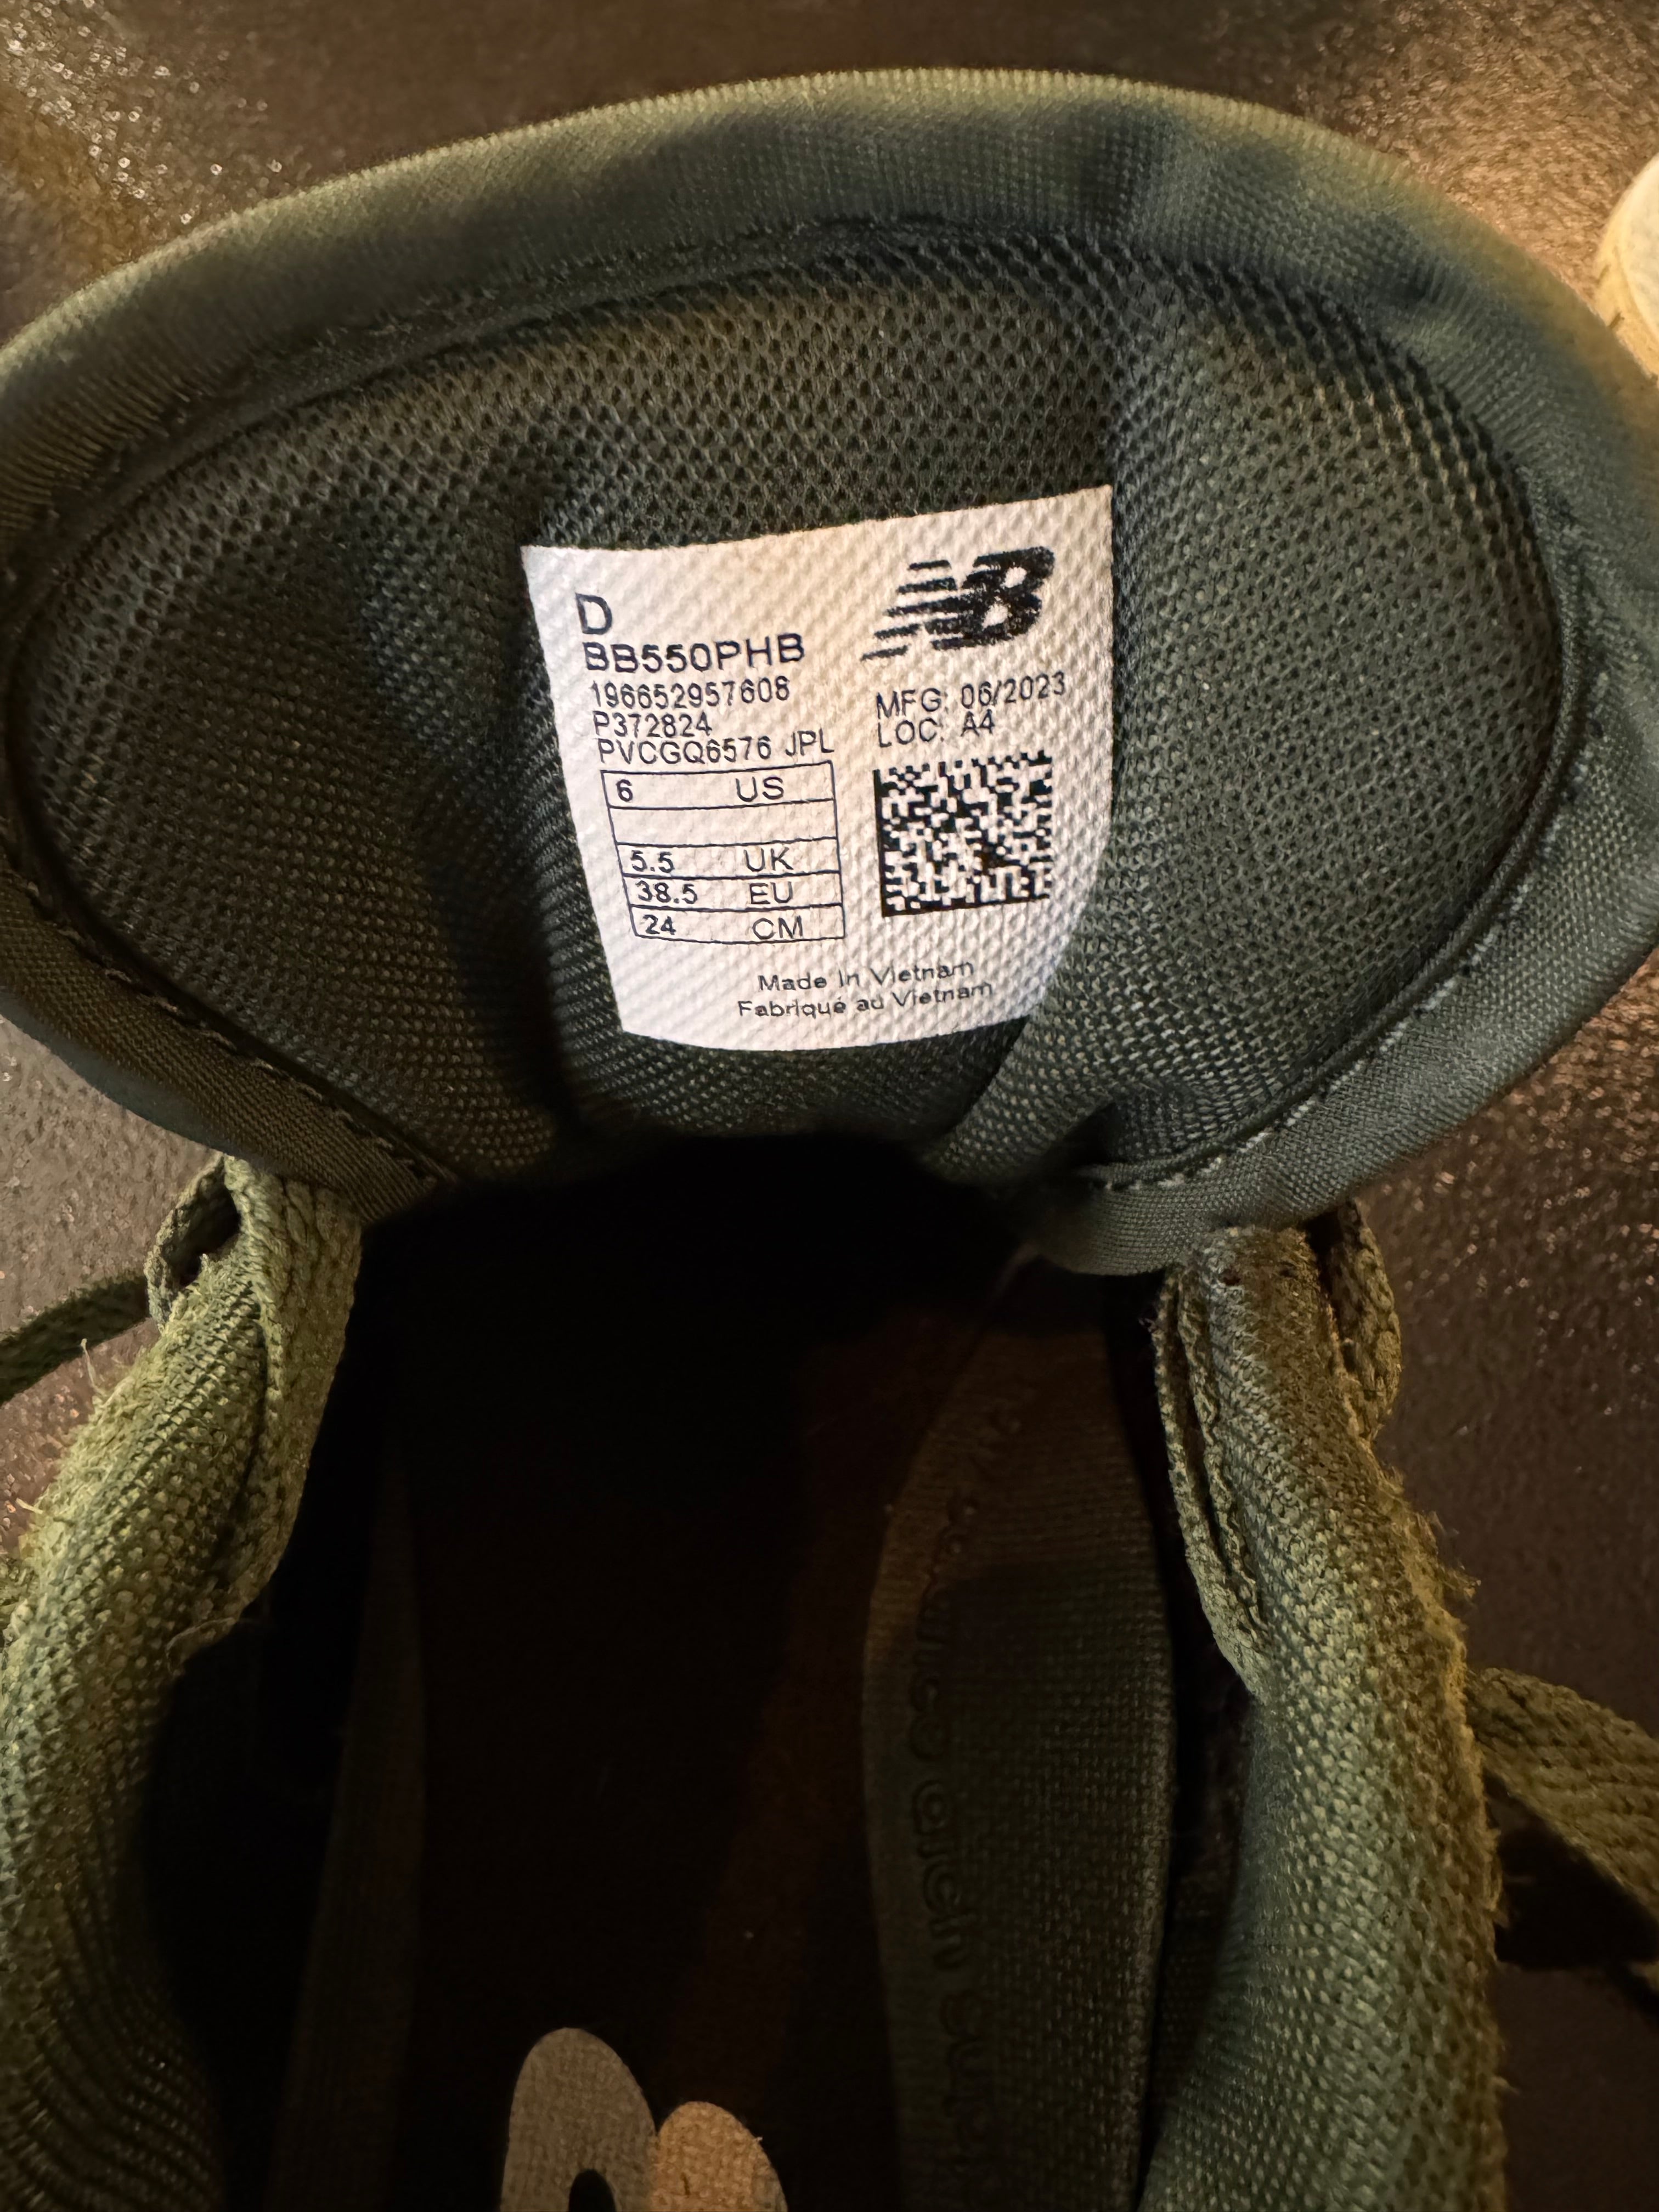 D
BB550PHB
196652957608
P372824
PVCGQ6576 JPL
NB
MFG: 06/2023
LOC: A4
6 US
5.5 UK
38.5 EU
24 CM
Made In Vietnam
Fabriqué au Vietnam